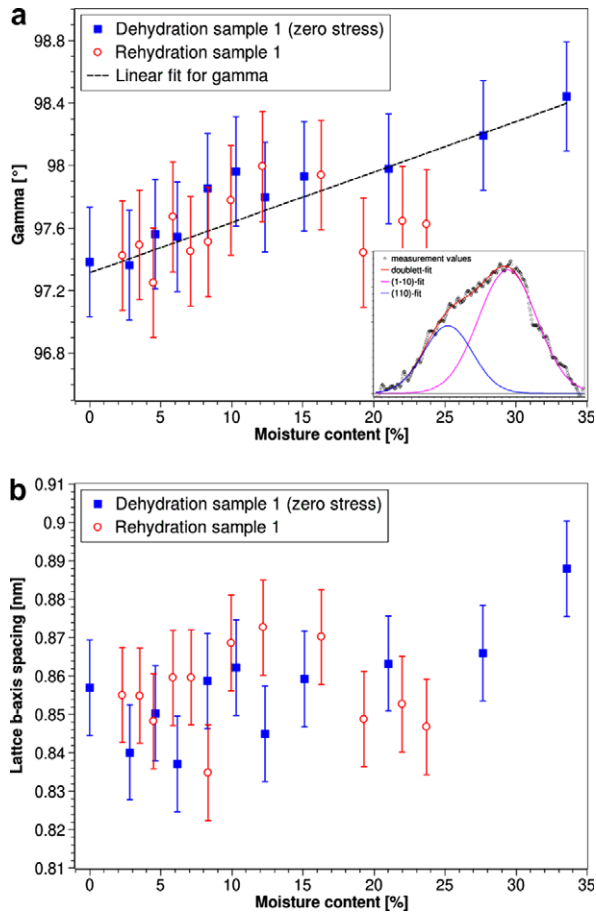 a
98.8
98.4
98
97.6
97.2
96.8
Gamma [°]
Dehydration sample 1 (zero stress)
Rehydration sample 1
Linear fit for gamma
measurement values
doublett-fit
(1-10)-fit
(110)-fit
0 5 10 15 20 25 30 35
Moisture content [%]
b
0.91
0.9
0.89
0.88
0.87
0.86
0.85
0.84
0.83
0.82
0.81
Lattce b-axis spacing [nm]
Dehydration sample 1 (zero stress)
Rehydration sample 1
0 5 10 15 20 25 30 35
Moisture content [%]